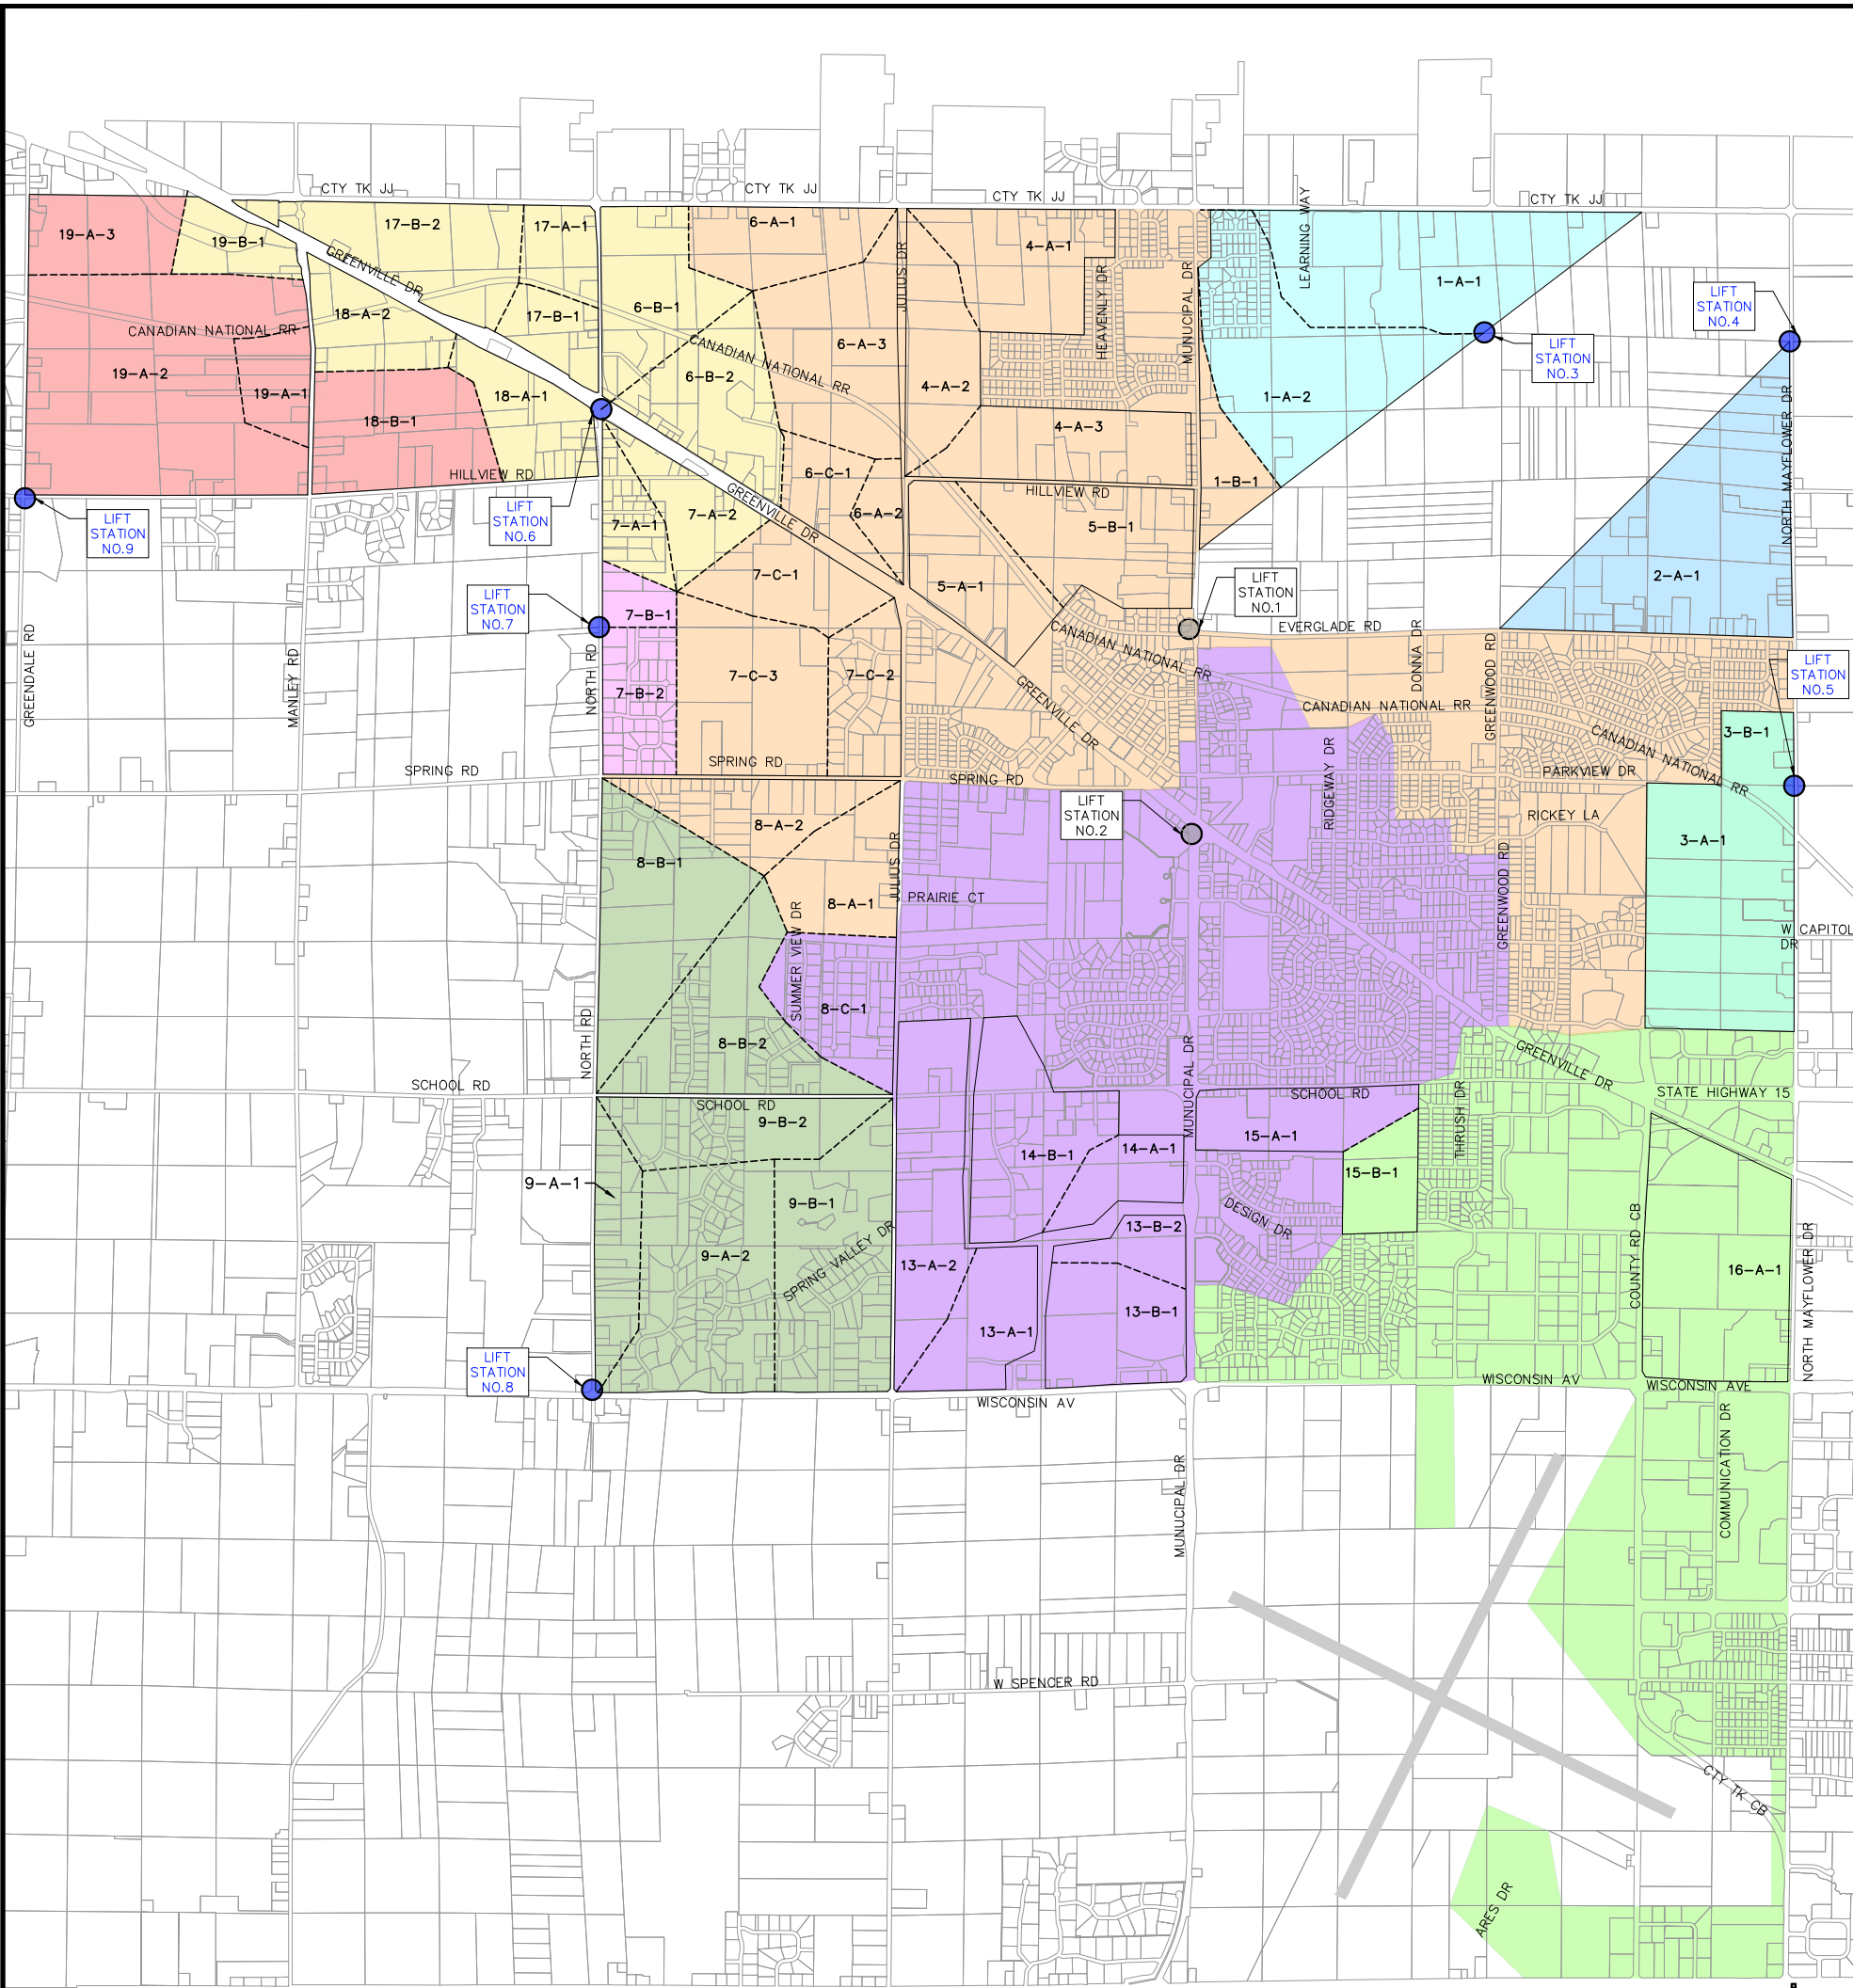 CTY TK JJ
CTY TK JJ
CTY TK JJ
CTY TK JJ
LEARNING WAY
19-A-3
19-B-1
17-B-2
17-A-1
6-A-1
4-A-1
GREENVILLE DR
JULIUS DR
HEAVENLY DR
MUNUCIPAL DR
1-A-1
LIFT
STATION
NO.4
18-A-2
17-B-1
6-B-1
CANADIAN NATIONAL RR
19-A-2
19-A-1
CANADIAN NATIONAL RR
6-A-3
6-B-2
4-A-2
LIFT
STATION
NO.3
18-A-1
18-B-1
1-A-2
4-A-3
NORTH MAYFLOWER DR
HILLVIEW RD
6-C-1
HILLVIEW RD
1-B-1
LIFT
STATION
NO.9
LIFT
STATION
NO.6
7-A-1
7-A-2
GREENVILLE DR
6-A-2
5-B-1
7-C-1
5-A-1
LIFT
STATION
NO.1
2-A-1
LIFT
STATION
NO.7
7-B-1
CANADIAN NATIONAL RR
EVERGLADE RD
DONNA DR
GREENWOOD RD
GREENDALE RD
MANLEY RD
NORTH RD
7-B-2
7-C-3
7-C-2
GREENVILLE DR
CANADIAN NATIONAL RR
LIFT
STATION
NO.5
3-B-1
CANADIAN NATIONAL RR
SPRING RD
SPRING RD
SPRING RD
RIDGEWAY DR
PARKVIEW DR
LIFT
STATION
NO.2
RICKEY LA
8-A-2
8-B-1
3-A-1
JULIUS DR
PRAIRIE CT
8-A-1
SUMMER VIEW DR
GREENWOOD RD
W CAPITOL
DR
8-C-1
8-B-2
NORTH RD
MUNUCIPAL DR
GREENVILLE DR
SCHOOL RD
SCHOOL RD
SCHOOL RD
THRUSH DR
STATE HIGHWAY 15
9-B-2
15-A-1
14-B-1
14-A-1
15-B-1
9-A-1
9-B-1
SPRING VALLEY DR
9-A-2
13-A-2
13-B-2
DESIGN DR
COUNTY RD CB
16-A-1
13-A-1
13-B-1
NORTH MAYFLOWER DR
LIFT
STATION
NO.8
WISCONSIN AV
WISCONSIN AV
WISCONSIN AVE
MUNUCIPAL DR
COMMUNICATION DR
W SPENCER RD
CTY TK CB
ARES DR